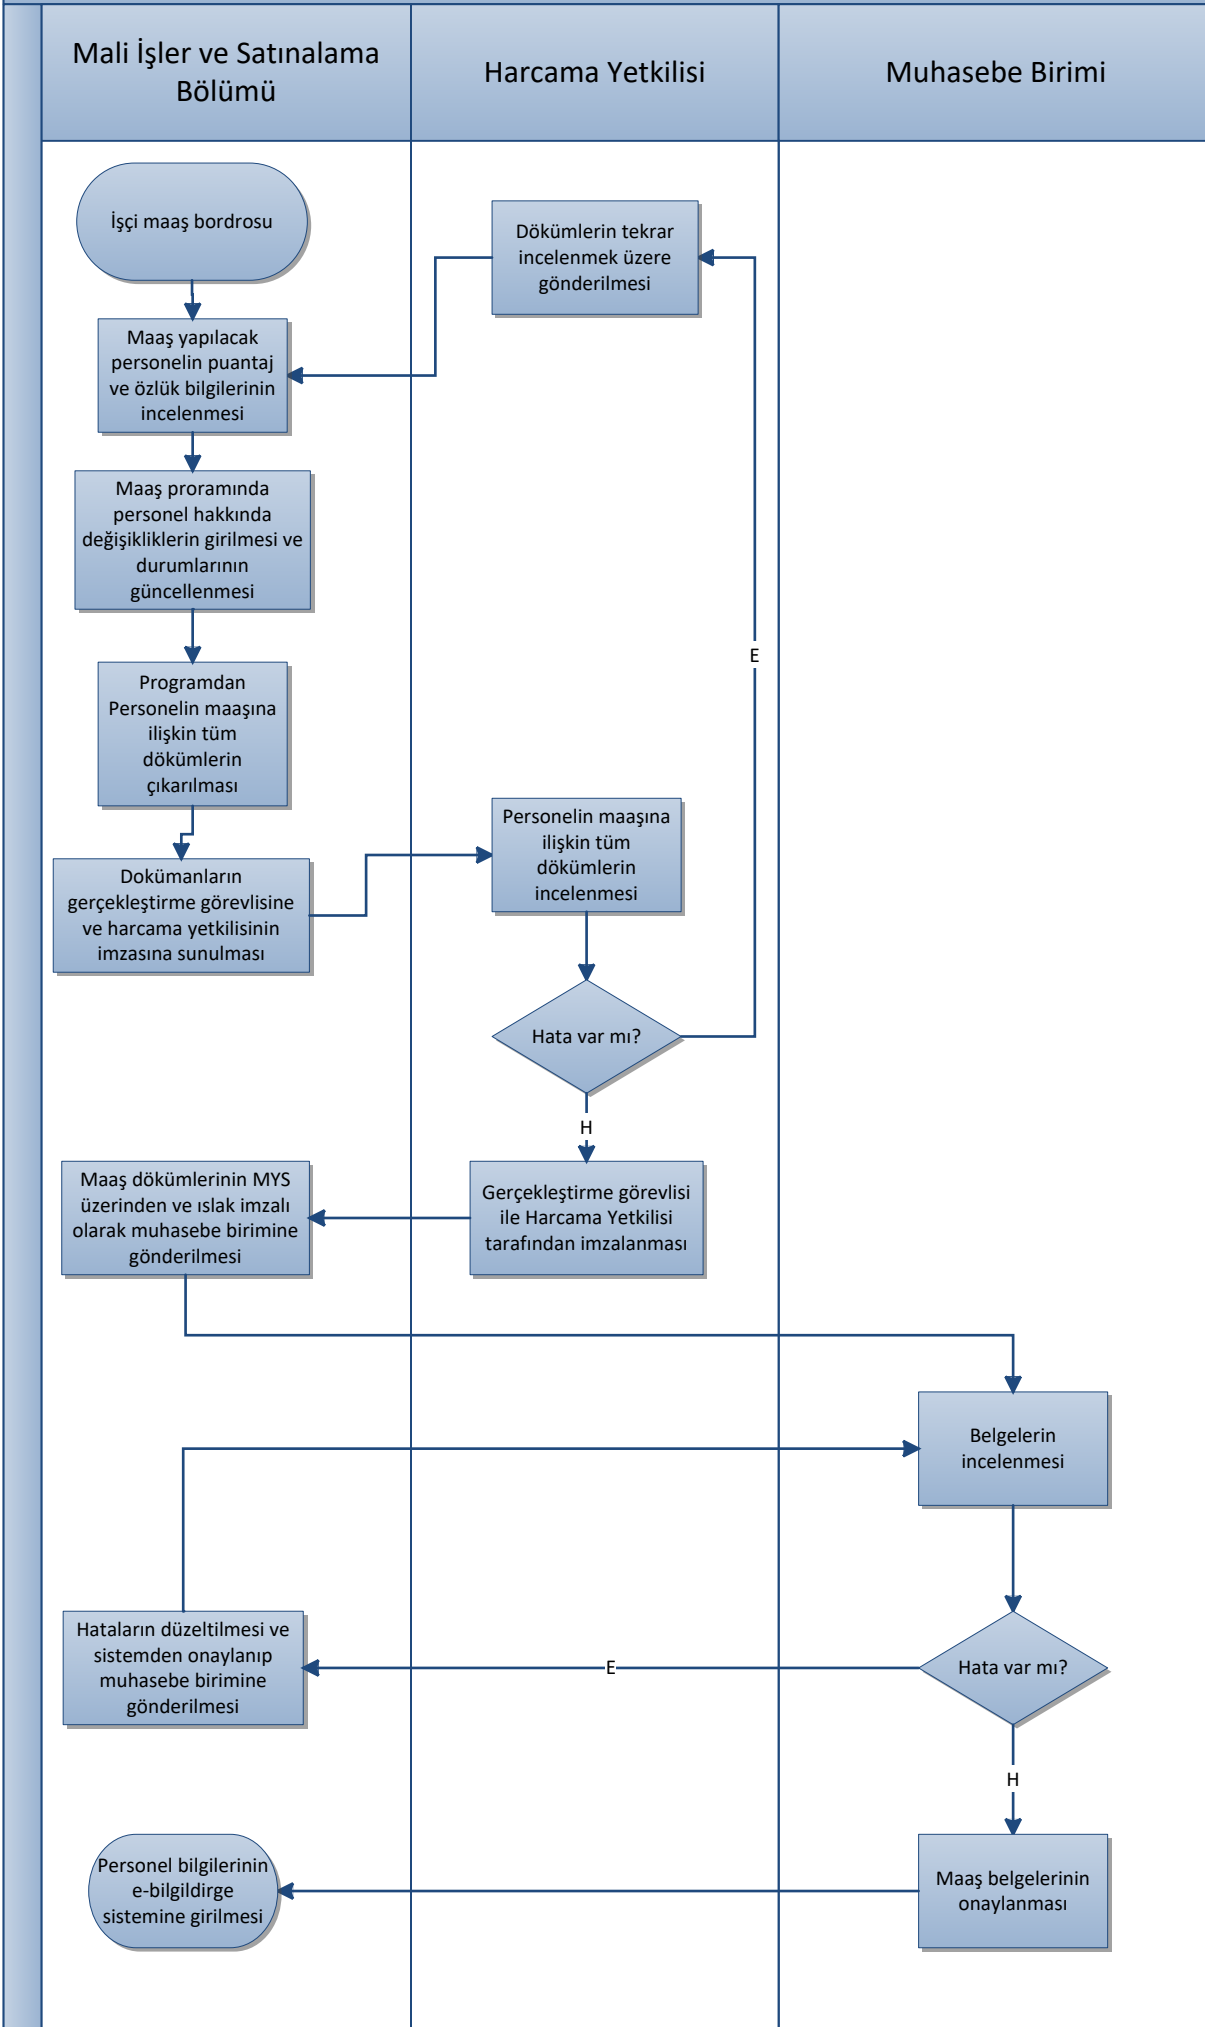 Mali İşler ve Satınalama
Bölümü
Harcama Yetkilisi
Muhasebe Birimi
İşçi maaş bordrosu
Dökümlerin tekrar
incelenmek üzere
gönderilmesi
Maaş yapılacak
personelin puantaj
ve özlük bilgilerinin
incelenmesi
Maaş proramında
personel hakkında
değişikliklerin girilmesi ve
durumlarının
güncellenmesi
E
Programdan
Personelin maaşına
ilişkin tüm
dökümlerin
çıkarılması
Personelin maaşına
ilişkin tüm
dökümlerin
incelenmesi
Dokümanların
gerçekleştirme görevlisine
ve harcama yetkilisinin
imzasına sunulması
Hata var mı?
H
Maaş dökümlerinin MYS
üzerinden ve ıslak imzalı
olarak muhasebe birimine
gönderilmesi
Gerçekleştirme görevlisi
ile Harcama Yetkilisi
tarafından imzalanması
Belgelerin
incelenmesi
Hataların düzeltilmesi ve
sistemden onaylanıp
muhasebe birimine
gönderilmesi
E
Hata var mı?
H
Personel bilgilerinin
e-bilgildirge
sistemine girilmesi
Maaş belgelerinin
onaylanması